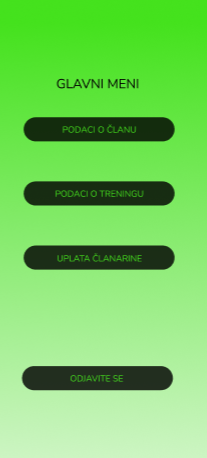 GLAVNI MENI
PODACI O ČLANU
PODACI O TRENINGU
UPLATA ČLANARINE
ODJAVITE SE